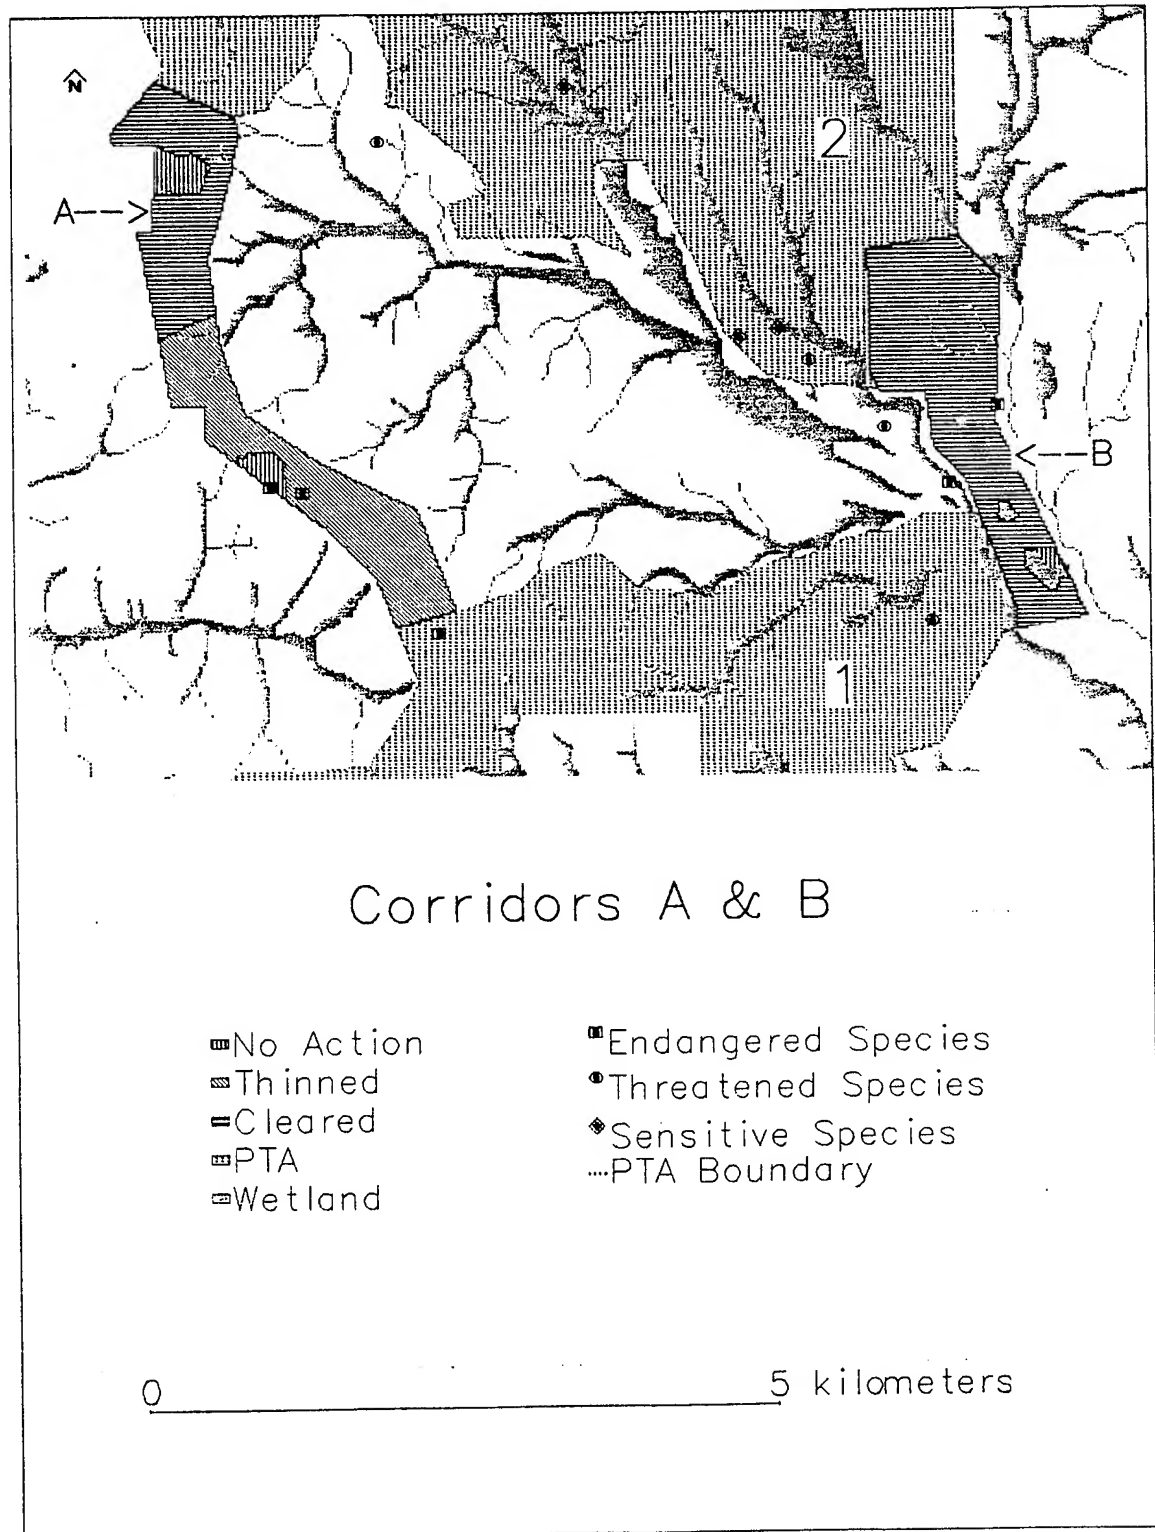 N
2
A--->
<---B
1
Corridors A & B
No Action
Thinned
Cleared
PTA
Wetland
Endangered Species
Threatened Species
Sensitive Species
PTA Boundary
0
5 kilometers